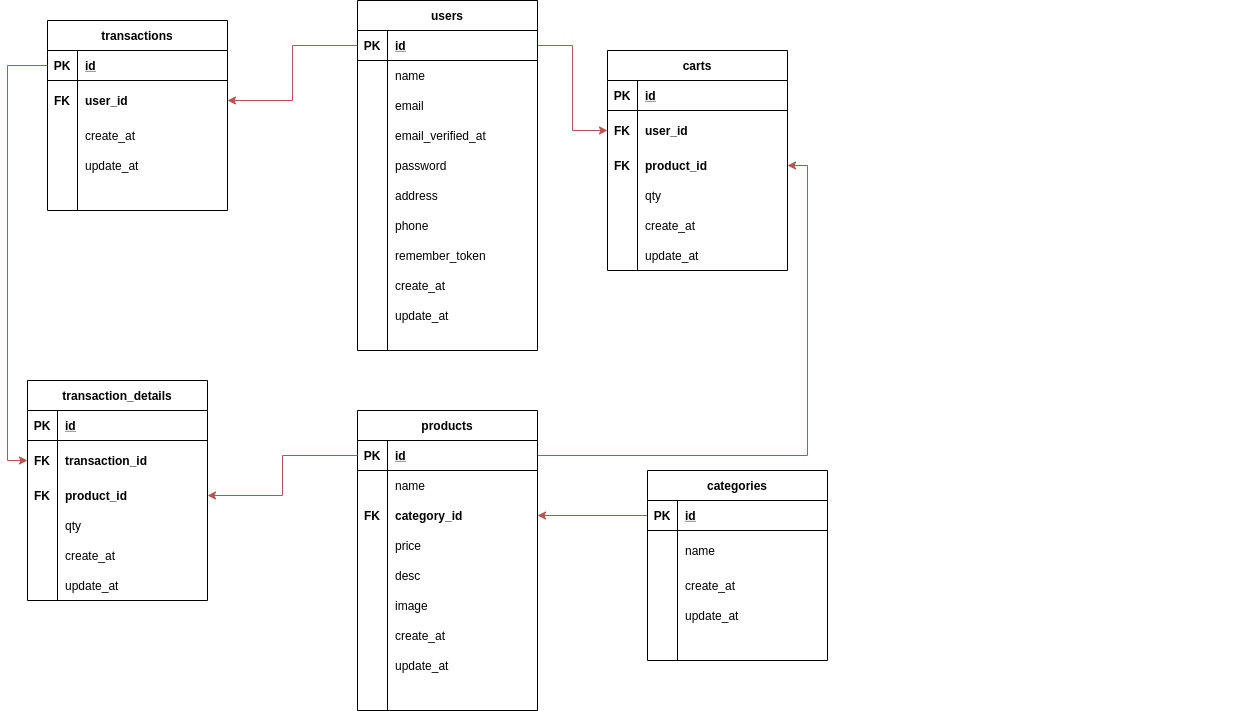 transactions
PK id
FK user_id
create_at
update_at
users
PK id
name
email
email_verified_at
password
address
phone
remember_token
create_at
update_at
carts
PK id
FK user_id
FK product_id
qty
create_at
update_at
transaction_details
PK id
FK transaction_id
FK product_id
qty
create_at
update_at
products
PK id
name
FK category_id
price
desc
image
create_at
update_at
categories
PK id
name
create_at
update_at